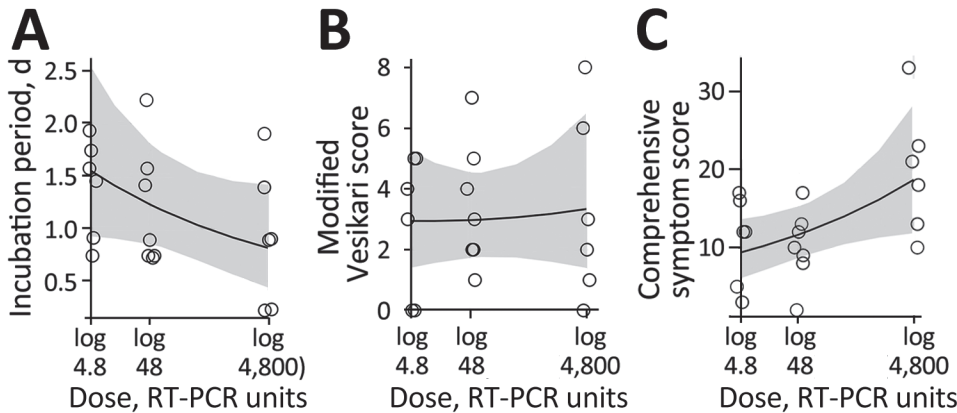 A
Incubation period, d
2.5
2.0
1.5
1.0
0.5
log
4.8
log
48
log
4,800)
Dose, RT-PCR units
B
Modified
Vesikari score
8
6
4
2
0
log
4.8
log
48
log
4,800
Dose, RT-PCR units
C
Comprehensive
symptom score
30
20
10
log
4.8
log
48
log
4,800
Dose, RT-PCR units